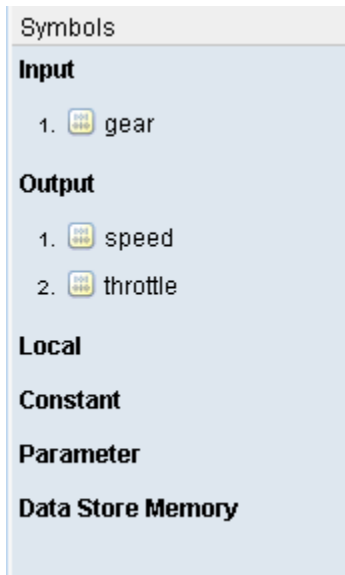 Symbols
Input
1. gear
Output
1. speed
2. throttle
Local
Constant
Parameter
Data Store Memory